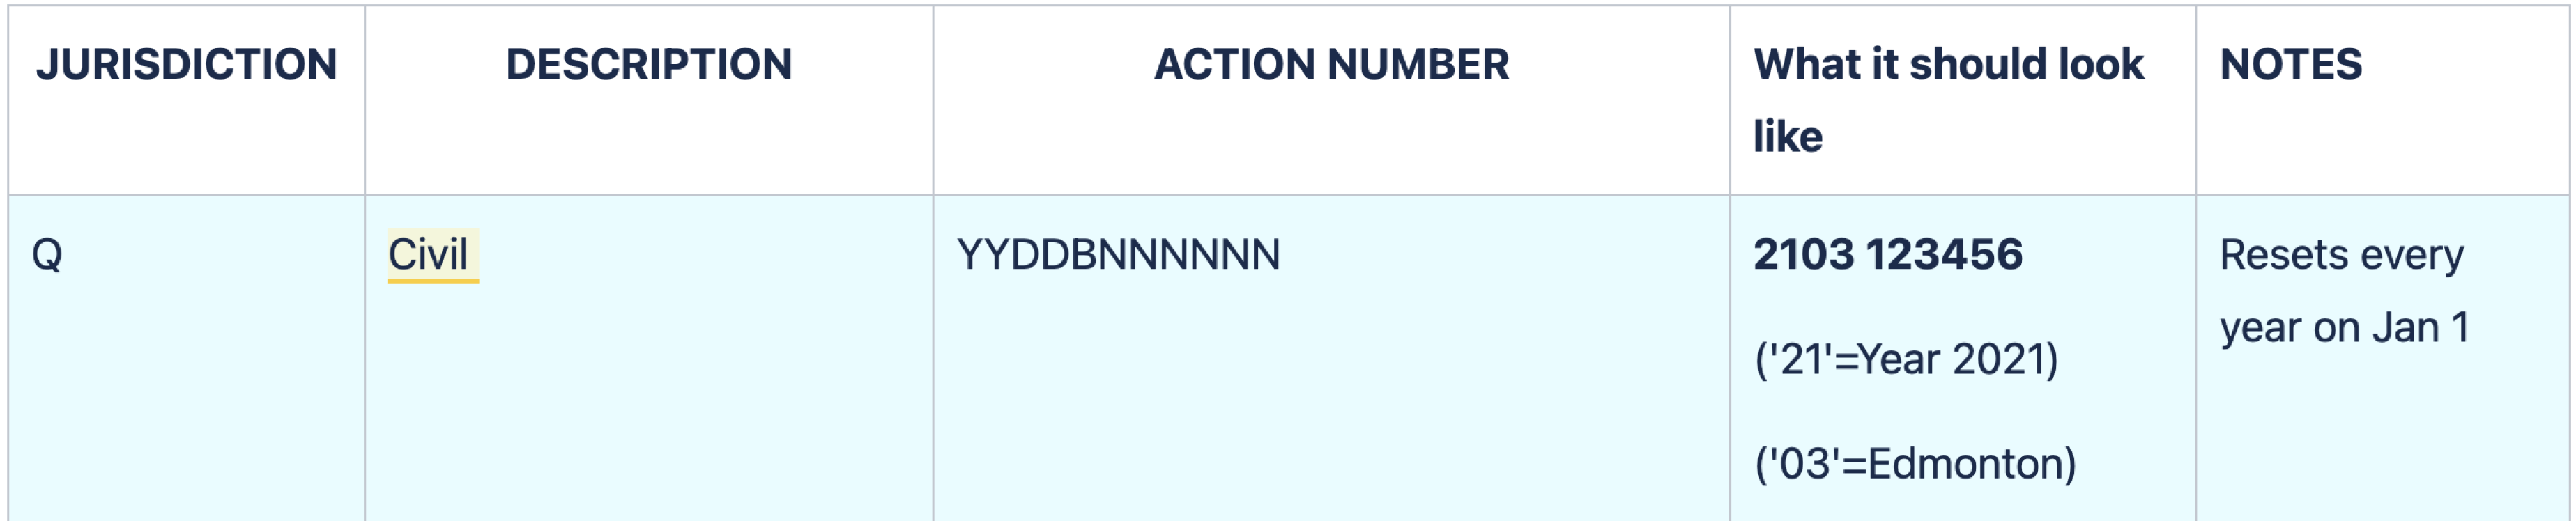 JURISDICTION
DESCRIPTION
ACTION NUMBER
What it should look
like
NOTES
Q
Civil
YYDDBNNNNNN
2103 123456
('21'=Year 2021)
('03'=Edmonton)
Resets every
year on Jan 1